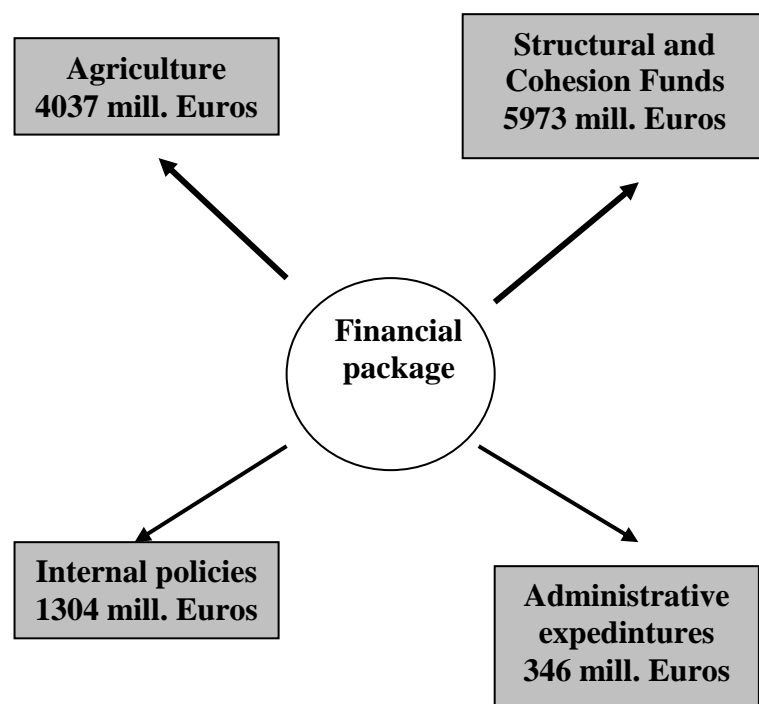 Agriculture
4037 mill. Euros
Structural and
Cohesion Funds
5973 mill. Euros
Financial
package
Internal policies
1304 mill. Euros
Administrative
expedintures
346 mill. Euros